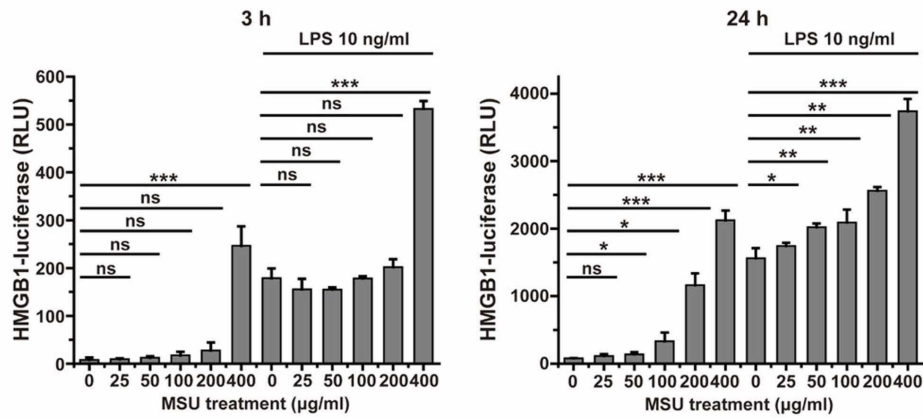 3 h
LPS 10 ng/ml
HMGB1-luciferase (RLU)
600
500
400
300
200
100
0
***
ns
ns
ns
ns
***
ns
ns
ns
ns
0 25 50 100 200 400 0 25 50 100 200 400
MSU treatment (µg/ml)
24 h
LPS 10 ng/ml
HMGB1-luciferase (RLU)
4000
3000
2000
1000
0
***
**
**
**
*
***
***
*
*
ns
0 25 50 100 200 400 0 25 50 100 200 400
MSU treatment (µg/ml)